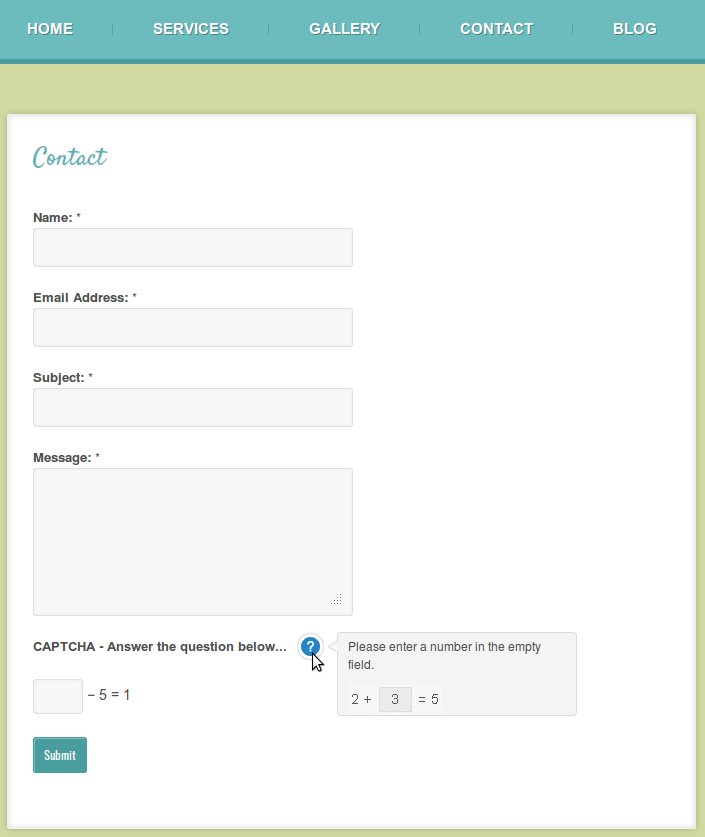 HOME SERVICES GALLERY CONTACT BLOG
Contact
Name: *
Email Address: *
Subject: *
Message: *
CAPTCHA - Answer the question below... ?
Please enter a number in the empty
field.
2 + 3 = 5
– 5 = 1
Submit